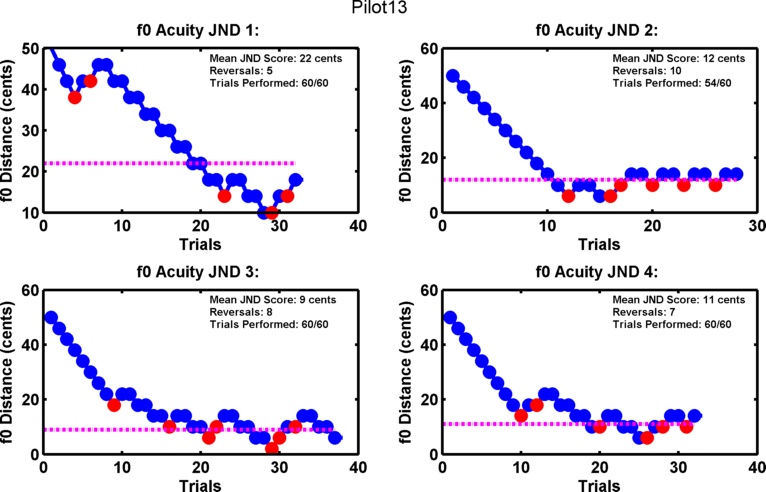 Pilot13
f0 Acuity JND 1:
Mean JND Score: 22 cents
Reversals: 5
Trials Performed: 60/60
f0 Distance (cents)
50
40
30
20
10
0
10
20
30
40
Trials
f0 Acuity JND 2:
Mean JND Score: 12 cents
Reversals: 10
Trials Performed: 54/60
f0 Distance (cents)
60
40
20
0
0
10
20
30
Trials
f0 Acuity JND 3:
Mean JND Score: 9 cents
Reversals: 8
Trials Performed: 60/60
f0 Distance (cents)
60
40
20
0
0
10
20
30
40
Trials
f0 Acuity JND 4:
Mean JND Score: 11 cents
Reversals: 7
Trials Performed: 60/60
f0 Distance (cents)
60
40
20
0
0
10
20
30
40
Trials